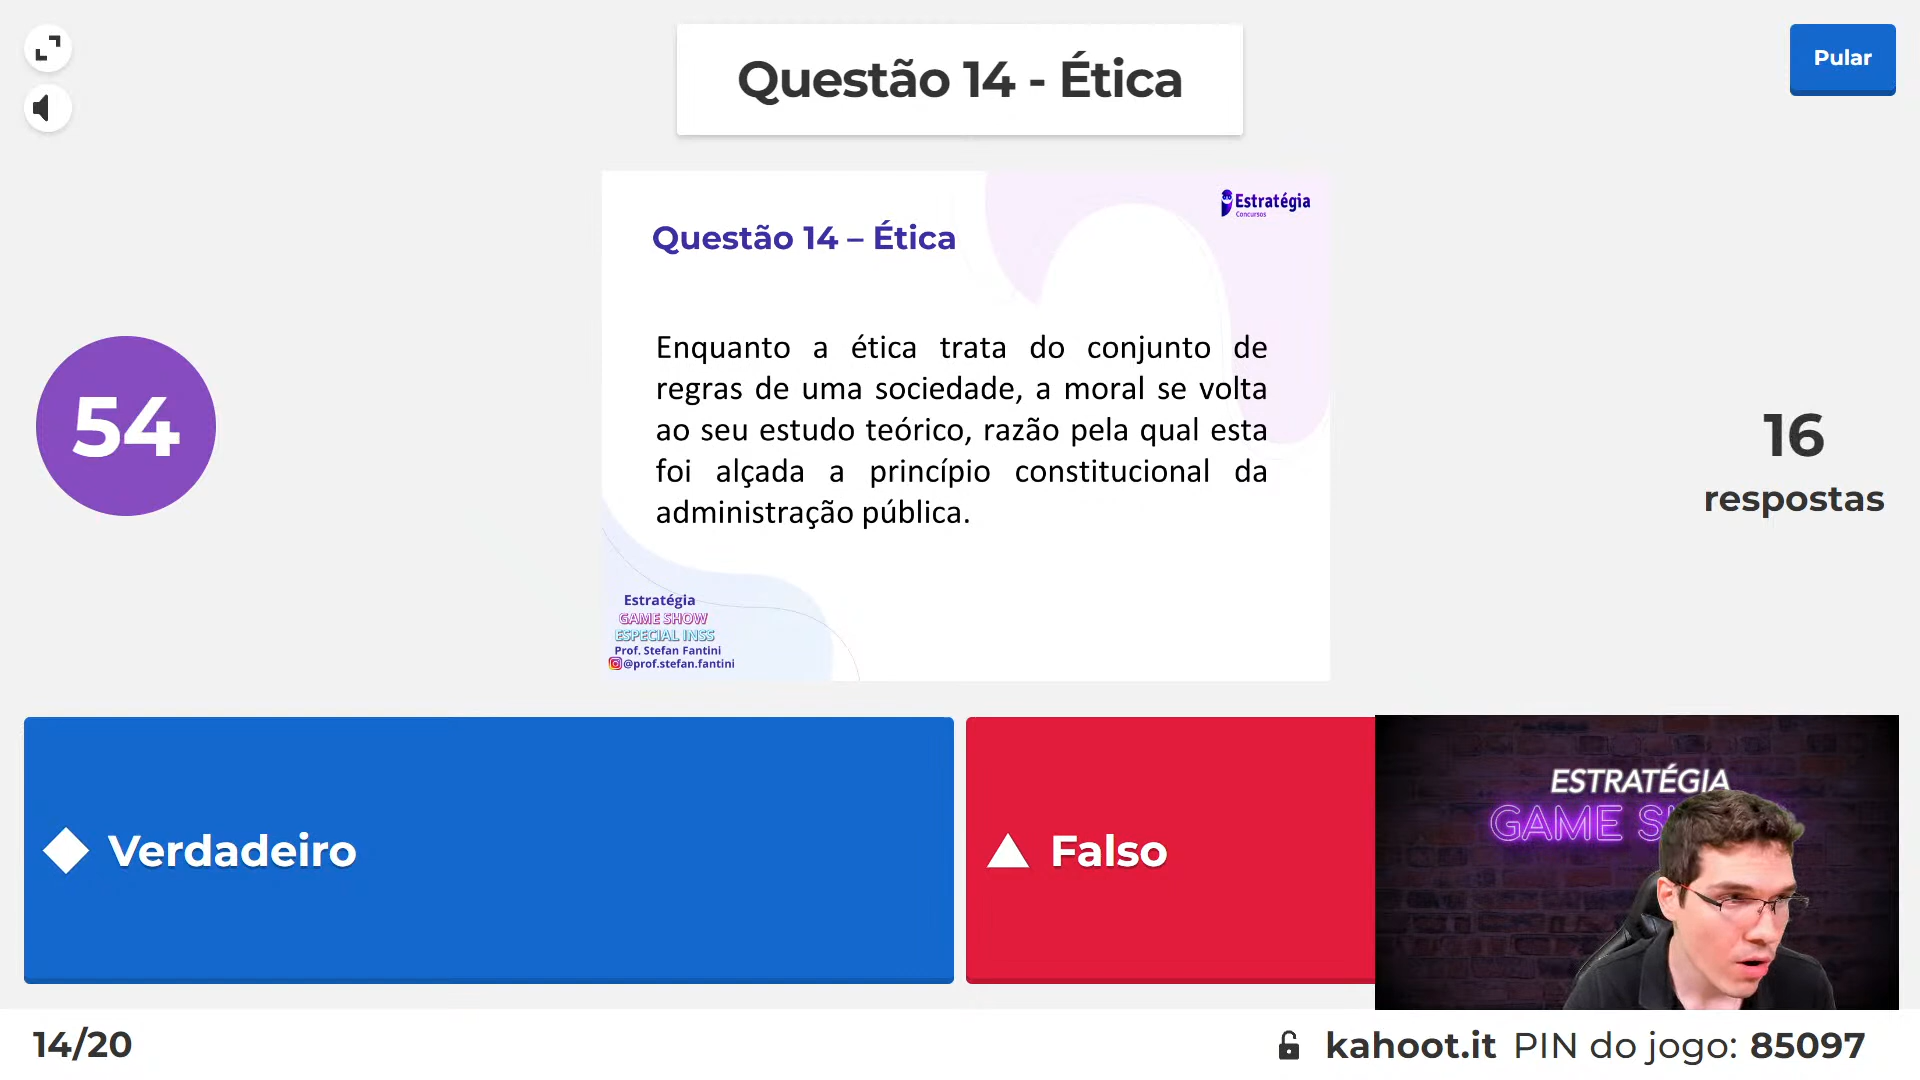 Questão 14 - Ética
Pular
Estratégia
Concursos
Questão 14 – Ética
Enquanto a ética trata do conjunto de
regras de uma sociedade, a moral se volta
ao seu estudo teórico, razão pela qual esta
foi alçada a princípio constitucional da
administração pública.
54
16
respostas
Estratégia
GAME SHOW
ESPECIAL INSS
Prof. Stefan Fantini
@prof.stefan.fantini
Verdadeiro
Falso
ESTRATÉGIA
GAME S
14/20
kahoot.it PIN do jogo: 85097